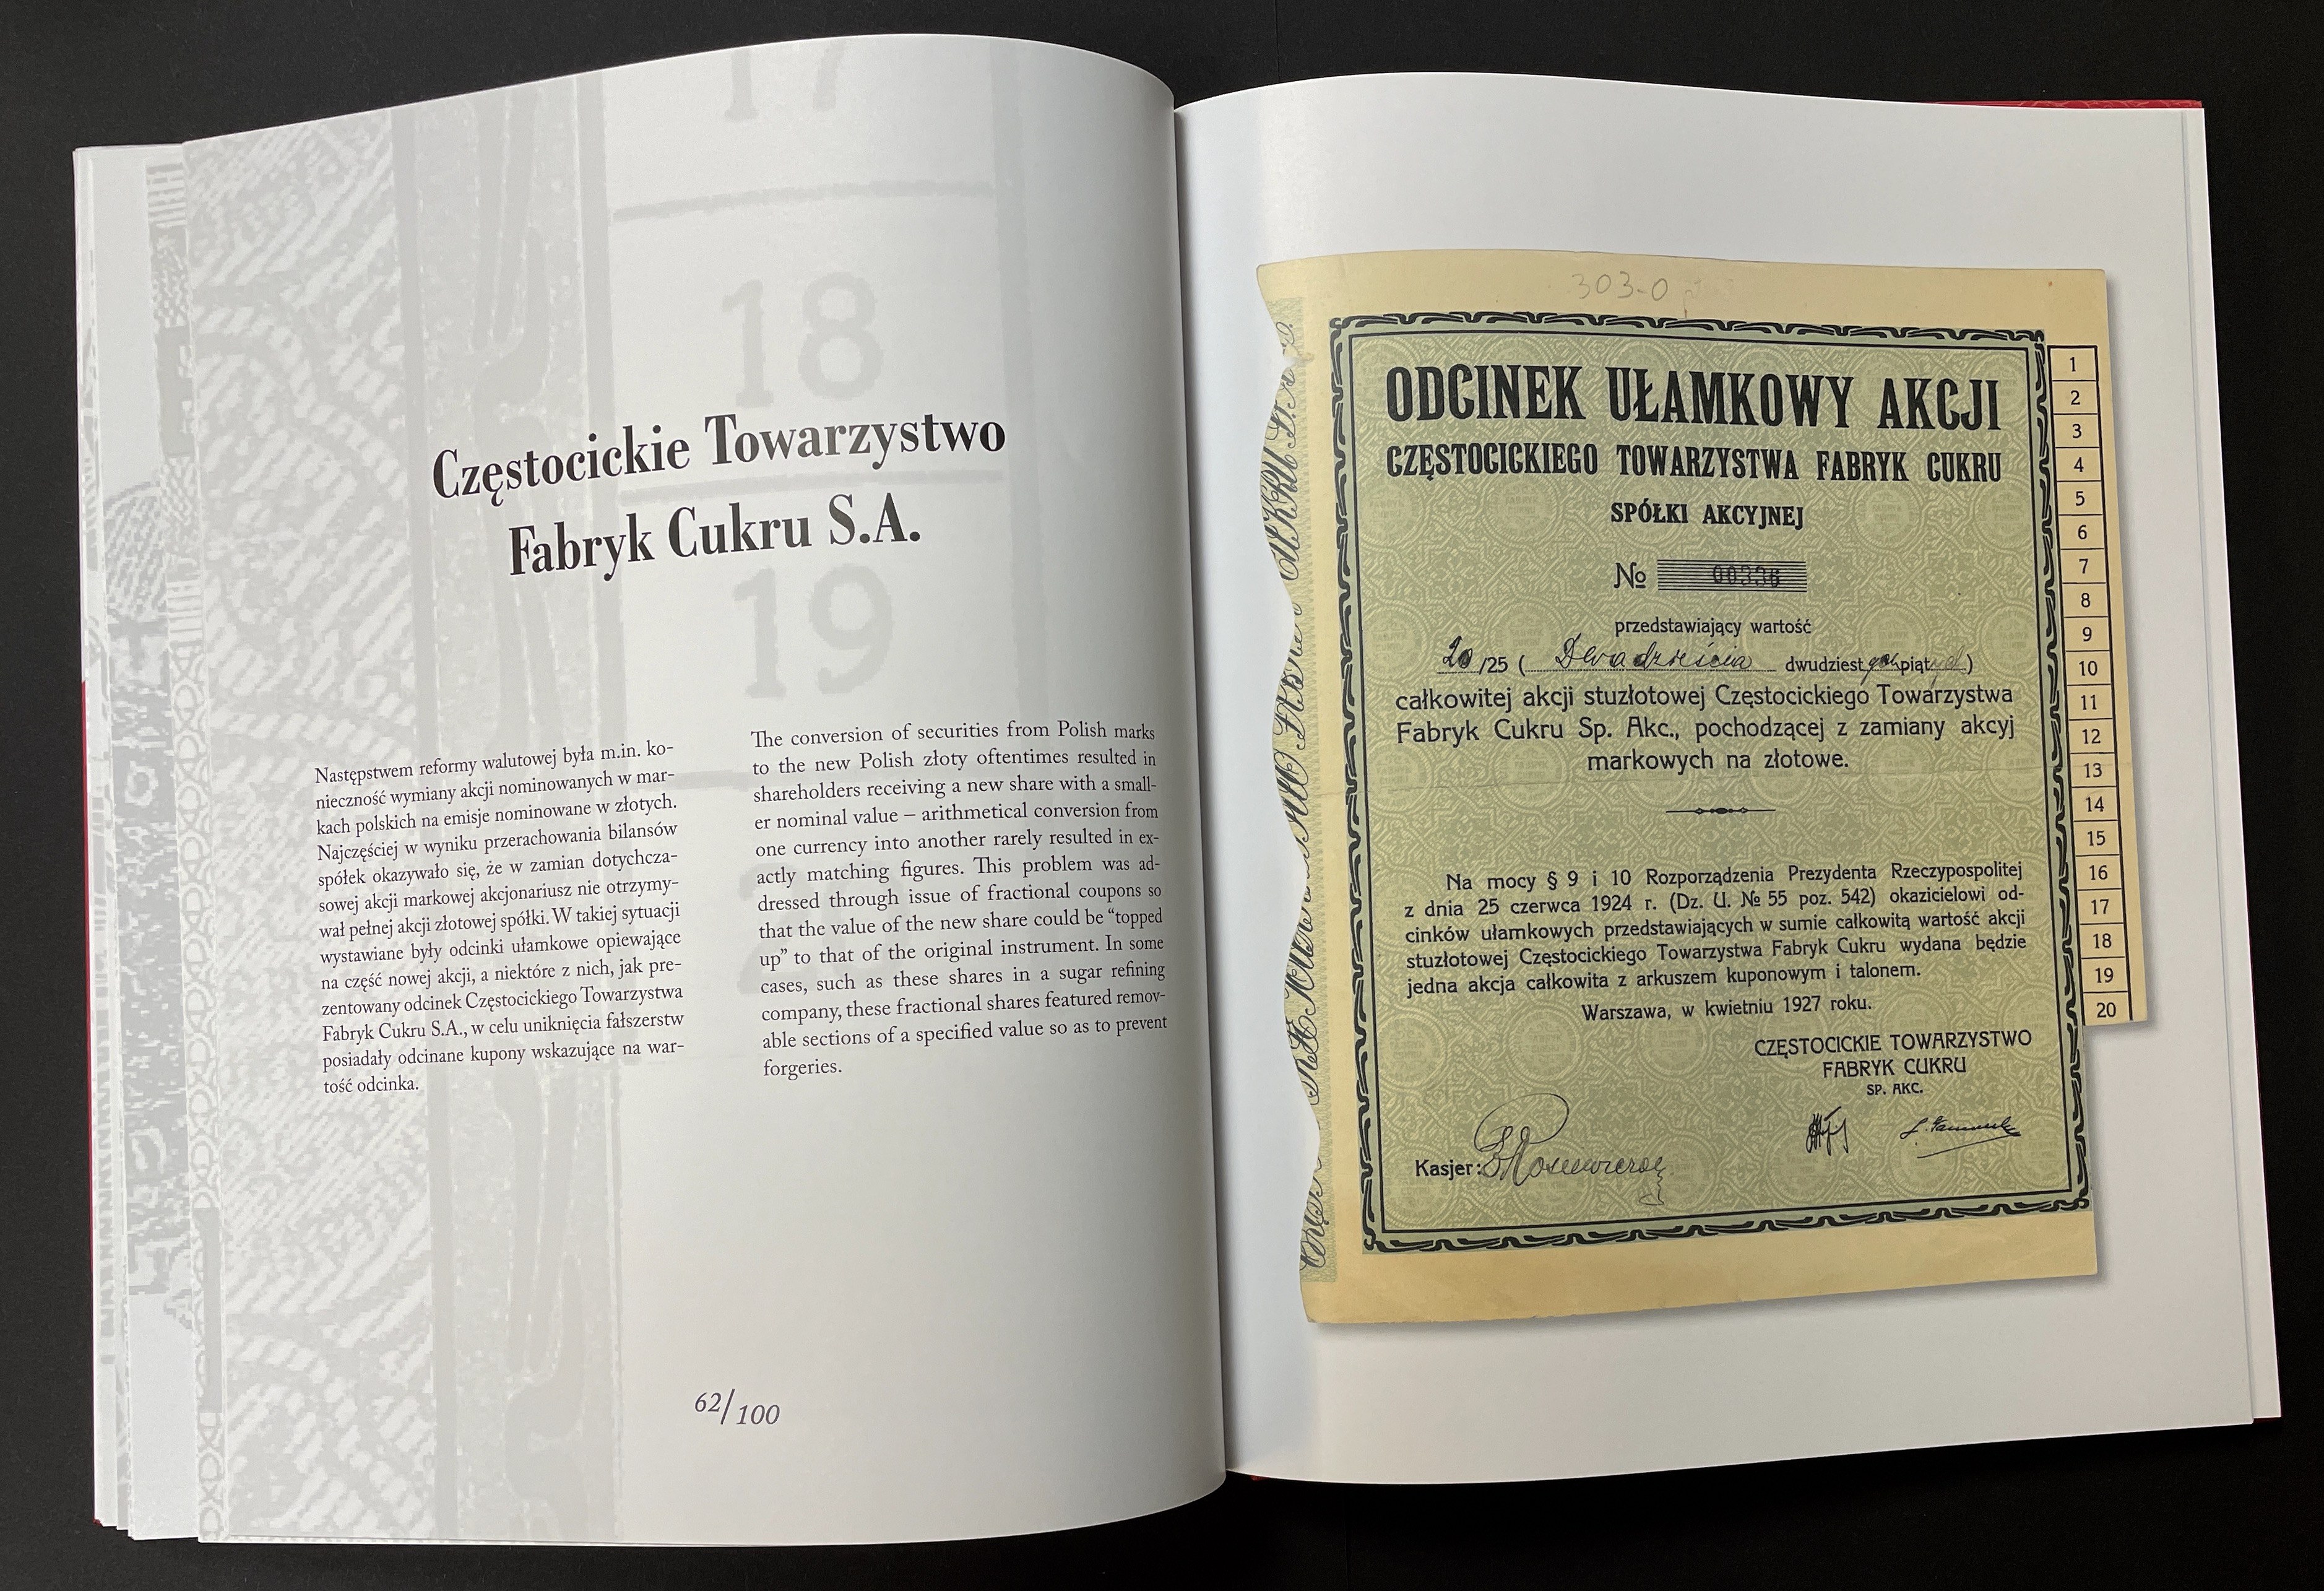 17
18
19
Częstocickie Towarzystwo
Fabryk Cukru S.A.
Następstwem reformy walutowej była m.in. ko-
nieczność wymiany akcji nominowanych w mar-
kach polskich na emisje nominowane w złotych.
Najczęściej w wyniku przerachowania bilansów
spółek okazywało się, że w zamian dotychcza-
sowej akcji markowej akcjonariusz nie otrzymy-
wał pełnej akcji złotowej spółki. W takiej sytuacji
wystawiane były odcinki ułamkowe opiewające
na część nowej akcji, a niektóre z nich, jak pre-
zentowany odcinek Częstocickiego Towarzystwa
Fabryk Cukru S.A., w celu uniknięcia fałszerstw
posiadały odcinane kupony wskazujące na war-
tość odcinka.
The conversion of securities from Polish marks
to the new Polish złoty oftentimes resulted in
shareholders receiving a new share with a small-
er nominal value – arithmetical conversion from
one currency into another rarely resulted in ex-
actly matching figures. This problem was ad-
dressed through issue of fractional coupons so
that the value of the new share could be “topped
up” to that of the original instrument. In some
cases, such as these shares in a sugar refining
company, these fractional shares featured remov-
able sections of a specified value so as to prevent
forgeries.
62/100
303-0
ODCINEK UŁAMKOWY AKCJI
CZĘSTOCICKIEGO TOWARZYSTWA FABRYK CUKRU
SPÓŁKI AKCYJNEJ
№ 00336
przedstawiający wartość
20/25 ( Dwadzieścia dwudziestychpiątych)
całkowitej akcji stuzłotowej Częstocickiego Towarzystwa
Fabryk Cukru Sp. Akc., pochodzącej z zamiany akcyj
markowych na złotowe.
Na mocy § 9 i 10 Rozporządzenia Prezydenta Rzeczypospolitej
z dnia 25 czerwca 1924 r. (Dz. U. № 55 poz. 542) okazicielowi od-
cinków ułamkowych przedstawiających w sumie całkowitą wartość akcji
stuzłotowej Częstocickiego Towarzystwa Fabryk Cukru wydana będzie
jedna akcja całkowita z arkuszem kuponowym i talonem.
Warszawa, w kwietniu 1927 roku.
CZĘSTOCICKIE TOWARZYSTWO
FABRYK CUKRU
SP. AKC.
Kasjer:
1
2
3
4
5
6
7
8
9
10
11
12
13
14
15
16
17
18
19
20